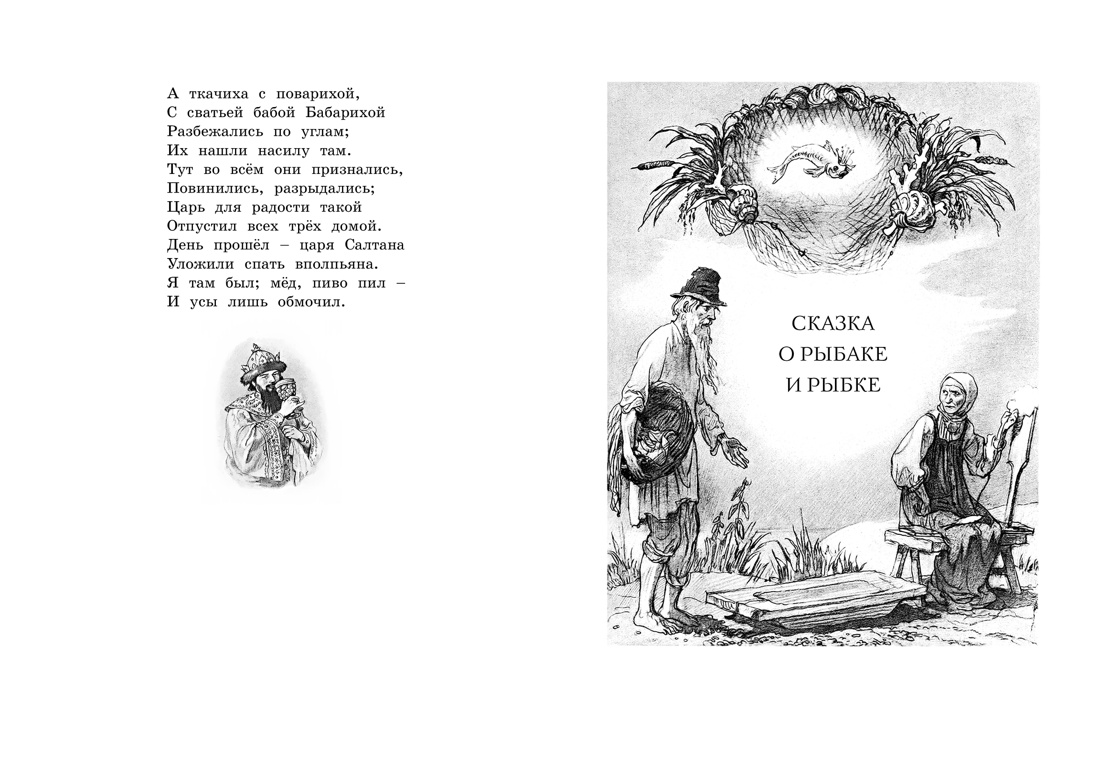 А ткачиха с поварихой,
С сватьей бабой Бабарихой
Разбежались по углам;
Их нашли насилу там.
Тут во всём они признались,
Повинились, разрыдались;
Царь для радости такой
Отпустил всех трёх домой.
День прошёл – царя Салтана
Уложили спать вполпьяна.
Я там был; мёд, пиво пил –
И усы лишь обмочил.
СКАЗКА
О РЫБАКЕ
И РЫБКЕ